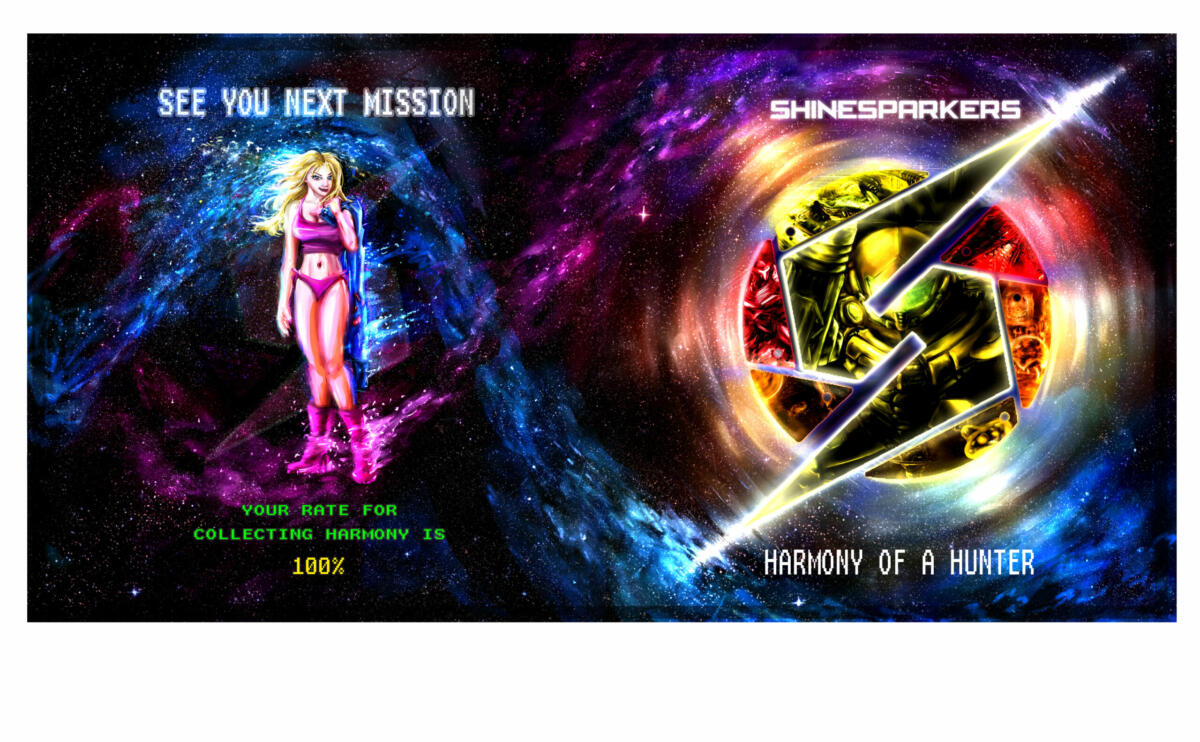 SEE YOU NEXT MISSION
YOUR RATE FOR
COLLECTING HARMONY IS
100%
SHINESPARKERS
HARMONY OF A HUNTER